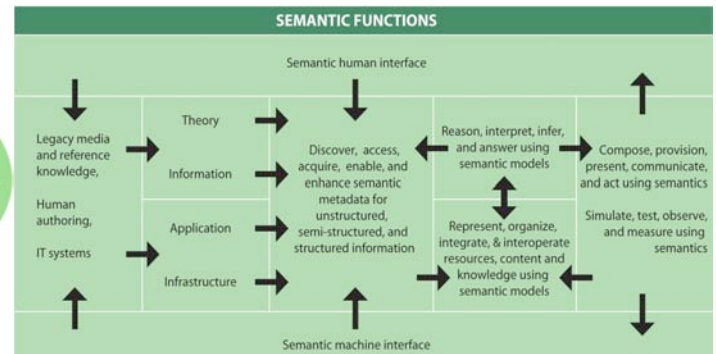 SEMANTIC FUNCTIONS
Semantic human interface
Legacy media
and reference
knowledge,
Human
authoring,
IT systems
Theory
Information
Application
Infrastructure
Discover, access,
acquire, enable, and
enhance semantic
metadata for
unstructured,
semi-structured, and
structured information
Reason, interpret, infer,
and answer using
semantic models
Represent, organize,
integrate, & interoperate
resources, content and
knowledge using
semantic models
Compose, provision,
present, communicate,
and act using semantics
Simulate, test, observe,
and measure using
semantics
Semantic machine interface